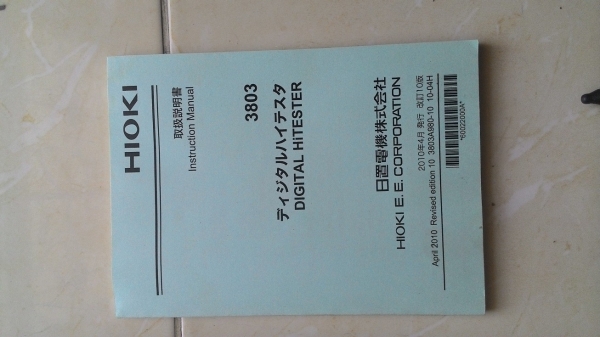 HIOKI
取扱説明書
Instruction Manual
3803
ディジタルハイテスタ
DIGITAL HITESTER
日置電機株式会社
HIOKI E. E. CORPORATION
2010年4月 発行 改訂10版
April 2010 Revised edition 10 3803A980-10 10-04H